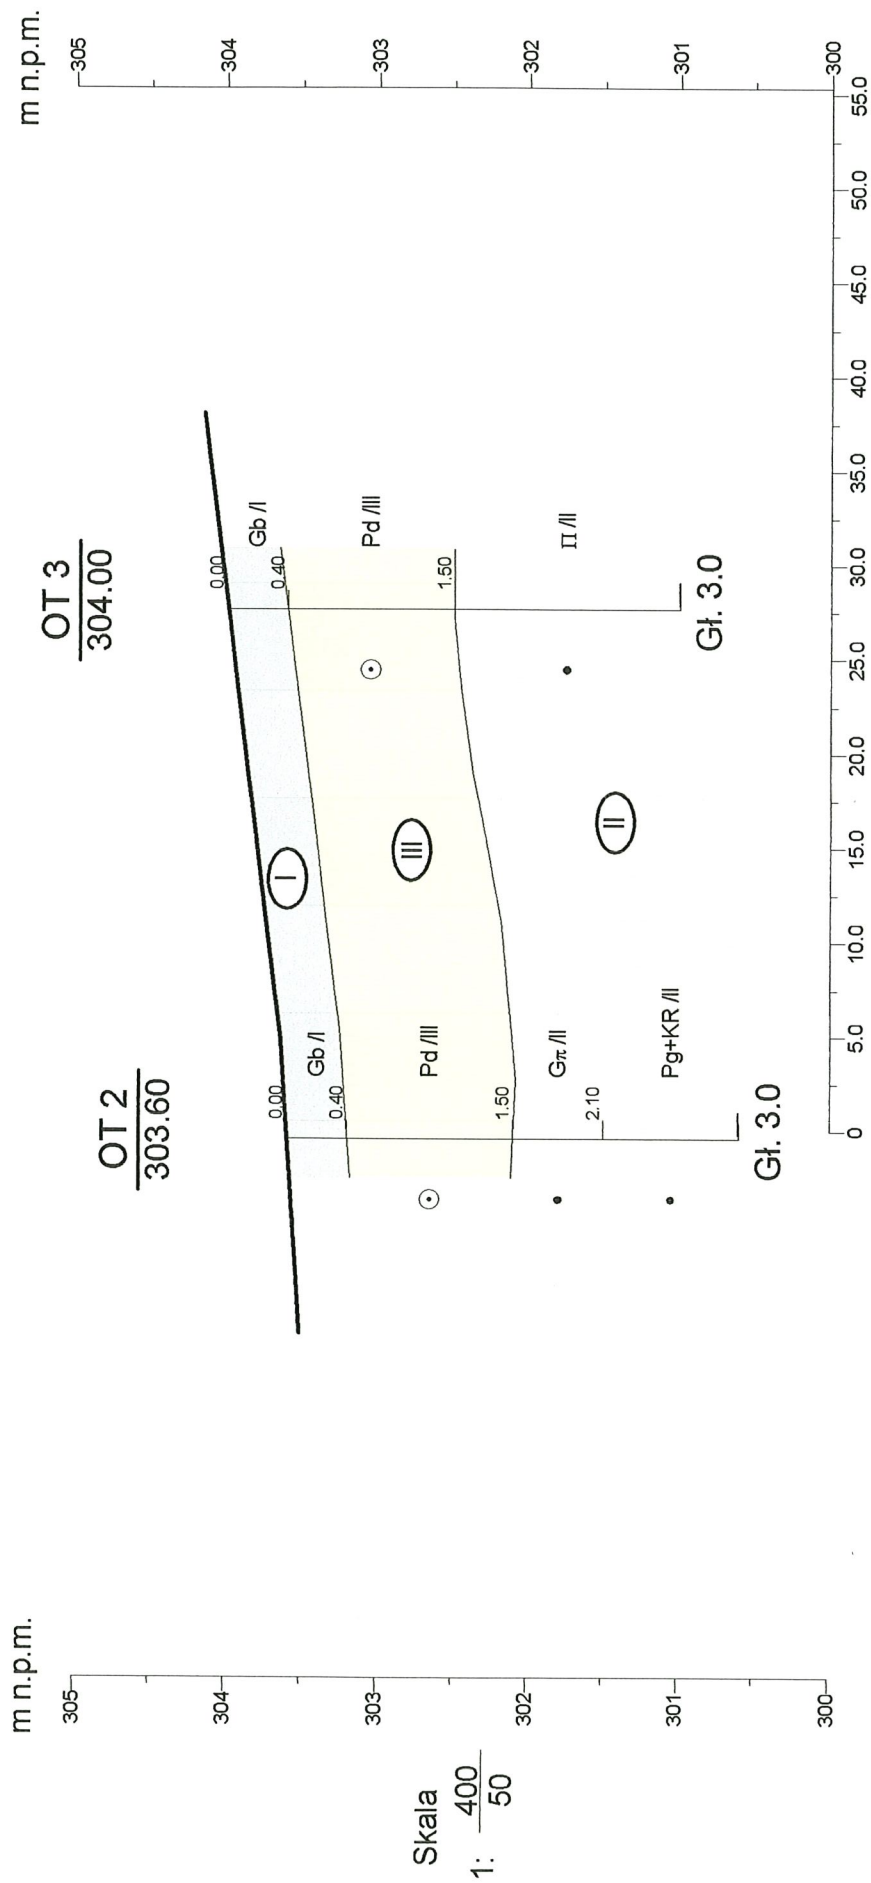 m n.p.m.
m n.p.m.
OT 2
303.60
OT 3
304.00
305
304
303
302
301
300
305
304
303
302
301
300
0.00
Gb /I
0.40
Pd /III
1.50
Gπ /II
2.10
Pg+KR /II
Gł. 3.0
0.00
Gb /I
0.40
Pd /III
1.50
Π /II
Gł. 3.0
I
III
II
Skala
1: 400
50
0 5.0 10.0 15.0 20.0 25.0 30.0 35.0 40.0 45.0 50.0 55.0